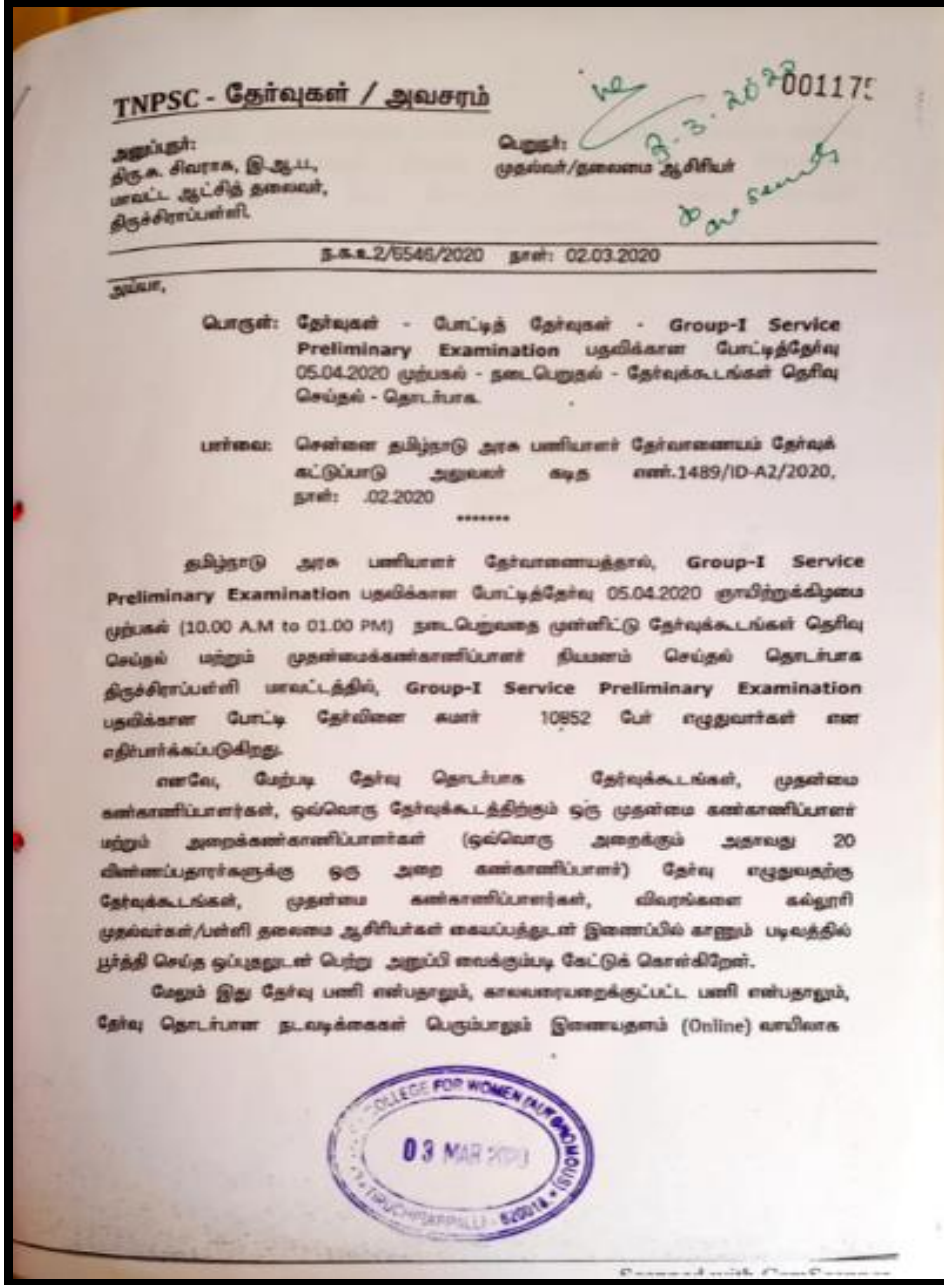 TNPSC - தேர்வுகள் / அவசரம்
001175
3.3.2020
அனுப்புநர்:
திரு.சு. சிவராசு, இ.ஆ.ப.,
மாவட்ட ஆட்சித் தலைவர்,
திருச்சிராப்பள்ளி.
பெறுநர்:
முதல்வர்/தலைமை ஆசிரியர்
ந.க.உ2/6546/2020 நாள்: 02.03.2020
அய்யா,
பொருள்: தேர்வுகள் - போட்டித் தேர்வுகள் - Group-I Service
Preliminary Examination பதவிக்கான போட்டித்தேர்வு
05.04.2020 முற்பகல் - நடைபெறுதல் - தேர்வுக்கூடங்கள் தெரிவு
செய்தல் - தொடர்பாக.
பார்வை: சென்னை தமிழ்நாடு அரசு பணியாளர் தேர்வாணையம் தேர்வுக்
கட்டுப்பாடு அலுவலர் கடித எண்.1489/ID-A2/2020,
நாள்: .02.2020
*******
தமிழ்நாடு அரசு பணியாளர் தேர்வாணையத்தால், Group-I Service
Preliminary Examination பதவிக்கான போட்டித்தேர்வு 05.04.2020 ஞாயிற்றுக்கிழமை
முற்பகல் (10.00 A.M to 01.00 PM) நடைபெறுவதை முன்னிட்டு தேர்வுக்கூடங்கள் தெரிவு
செய்தல் மற்றும் முதன்மைக்கண்காணிப்பாளர் நியமனம் செய்தல் தொடர்பாக
திருச்சிராப்பள்ளி மாவட்டத்தில், Group-I Service Preliminary Examination
பதவிக்கான போட்டி தேர்வினை சுமார் 10852 பேர் எழுதுவார்கள் என
எதிர்பார்க்கப்படுகிறது.
எனவே, மேற்படி தேர்வு தொடர்பாக தேர்வுக்கூடங்கள், முதன்மை
கண்காணிப்பாளர்கள், ஒவ்வொரு தேர்வுக்கூடத்திற்கும் ஒரு முதன்மை கண்காணிப்பாளர்
மற்றும் அறைக்கண்காணிப்பாளர்கள் (ஒவ்வொரு அறைக்கும் அதாவது 20
விண்ணப்பதாரர்களுக்கு ஒரு அறை கண்காணிப்பாளர்) தேர்வு எழுதுவதற்கு
தேர்வுக்கூடங்கள், முதன்மை கண்காணிப்பாளர்கள், விவரங்களை கல்லூரி
முதல்வர்கள்/பள்ளி தலைமை ஆசிரியர்கள் கையப்பத்துடன் இணைப்பில் காணும் படிவத்தில்
பூர்த்தி செய்த ஒப்புதலுடன் பெற்று அனுப்பி வைக்கும்படி கேட்டுக் கொள்கிறேன்.
மேலும் இது தேர்வு பணி என்பதாலும், காலவரையறைக்குட்பட்ட பணி என்பதாலும்,
தேர்வு தொடர்பான நடவடிக்கைகள் பெரும்பாலும் இணையதளம் (Online) வாயிலாக
COLLEGE FOR WOMEN (AUTONOMOUS)
03 MAR 2020
TIRUCHIRAPPALLI - 620018
Scanned with CamScanner